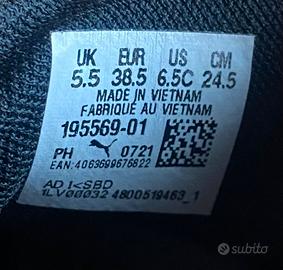 UK EUR US CM
5.5 38.5 6.5C 24.5
MADE IN VIETNAM
FABRIQUÉ AU VIETNAM
195569-01
PH 0721
EAN: 4063699675822
AD I<SBD
1LV00032 4800519463_1
subito